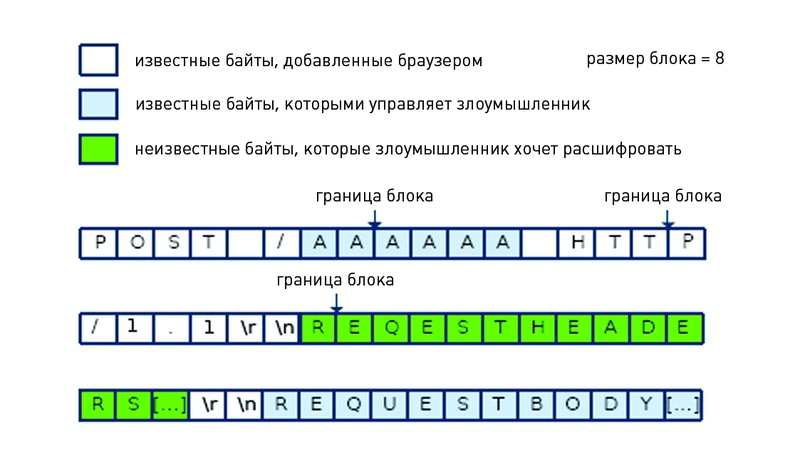 известные байты, добавленные браузером
размер блока = 8
известные байты, которыми управляет злоумышленник
неизвестные байты, которые злоумышленник хочет расшифровать
граница блока граница блока
P O S T / A A A A A A H T T P
граница блока
/ 1 . 1 \r \n R E Q E S T H E A D E
R S [...] \r \n R E Q U E S T B O D Y [...]